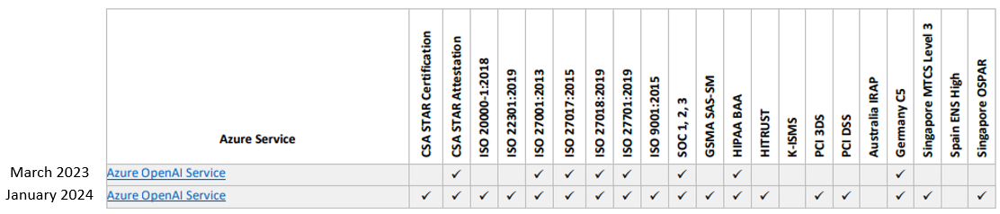 Azure Service
CSA STAR Certification
CSA STAR Attestation
ISO 20000-1:2018
ISO 22301:2019
ISO 27001:2013
ISO 27017:2015
ISO 27018:2019
ISO 27701:2019
ISO 9001:2015
SOC 1, 2, 3
GSMA SAS-SM
HIPAA BAA
HITRUST
K-ISMS
PCI 3DS
PCI DSS
Australia IRAP
Germany C5
Singapore MTCS Level 3
Spain ENS High
Singapore OSPAR
March 2023 Azure OpenAI Service ✓ ✓ ✓ ✓ ✓ ✓ ✓ ✓
January 2024 Azure OpenAI Service ✓ ✓ ✓ ✓ ✓ ✓ ✓ ✓ ✓ ✓ ✓ ✓ ✓ ✓ ✓ ✓ ✓ ✓